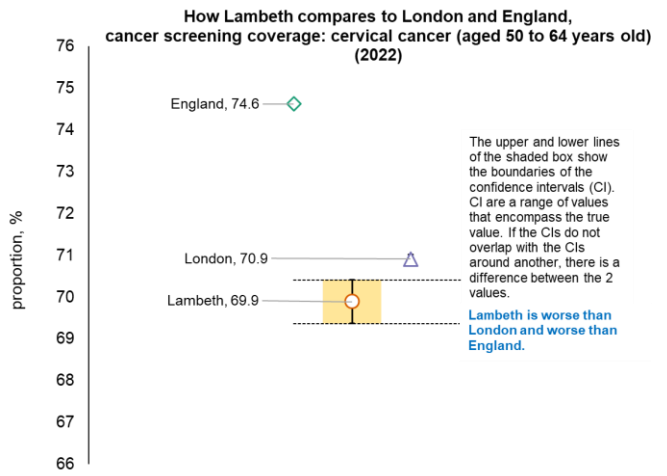 How Lambeth compares to London and England,
cancer screening coverage: cervical cancer (aged 50 to 64 years old)
(2022)
76
75
74
73
72
71
70
69
68
67
66
proportion, %
England, 74.6
London, 70.9
Lambeth, 69.9
The upper and lower lines
of the shaded box show
the boundaries of the
confidence intervals (CI).
CI are a range of values
that encompass the true
value. If the CIs do not
overlap with the CIs
around another, there is a
difference between the 2
values.
Lambeth is worse than
London and worse than
England.